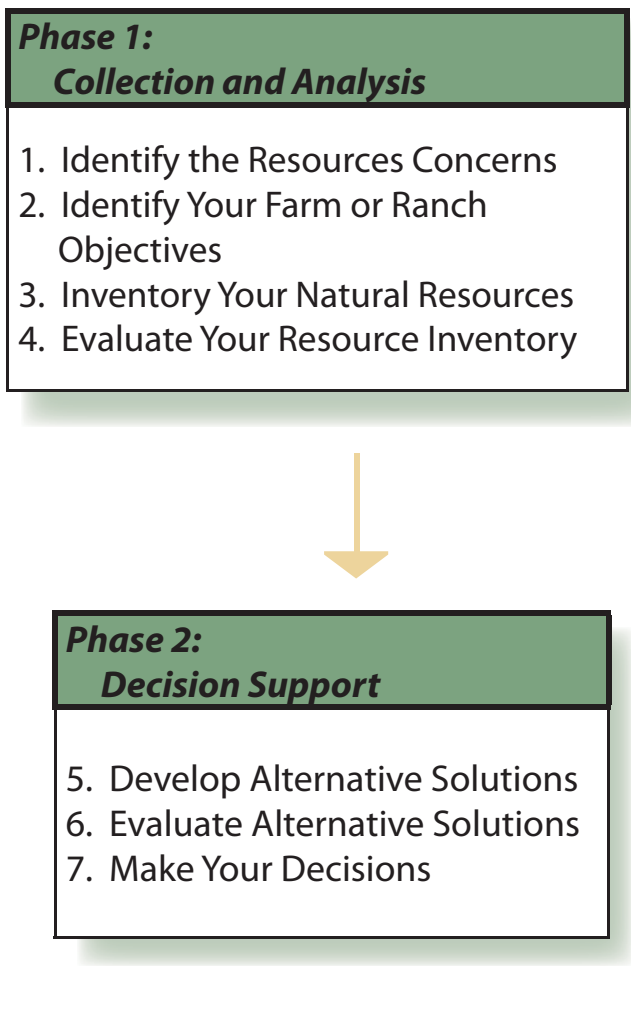 Phase 1:
Collection and Analysis
1. Identify the Resources Concerns
2. Identify Your Farm or Ranch
Objectives
3. Inventory Your Natural Resources
4. Evaluate Your Resource Inventory
Phase 2:
Decision Support
5. Develop Alternative Solutions
6. Evaluate Alternative Solutions
7. Make Your Decisions